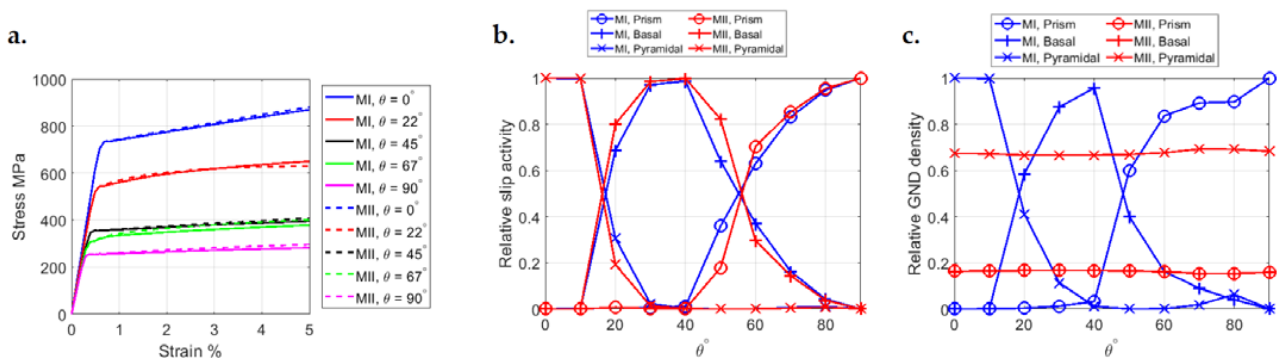 a.
1000
800
600
400
200
0
Stress MPa
0 1 2 3 4 5
Strain %
MI, θ = 0°
MI, θ = 22°
MI, θ = 45°
MI, θ = 67°
MI, θ = 90°
MII, θ = 0°
MII, θ = 22°
MII, θ = 45°
MII, θ = 67°
MII, θ = 90°
b.
MI, Prism MII, Prism
MI, Basal MII, Basal
MI, Pyramidal MII, Pyramidal
1
0.8
0.6
0.4
0.2
0
Relative slip activity
0 20 40 60 80
θ°
c.
MI, Prism MII, Prism
MI, Basal MII, Basal
MI, Pyramidal MII, Pyramidal
1
0.8
0.6
0.4
0.2
0
Relative GND density
0 20 40 60 80
θ°